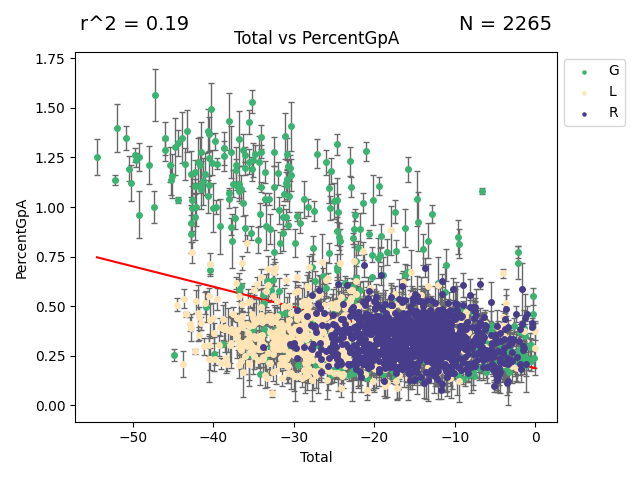 r^2 = 0.19
N = 2265
Total vs PercentGpA
G
L
R
1.75
1.50
1.25
1.00
0.75
0.50
0.25
0.00
PercentGpA
−50
−40
−30
−20
−10
0
Total